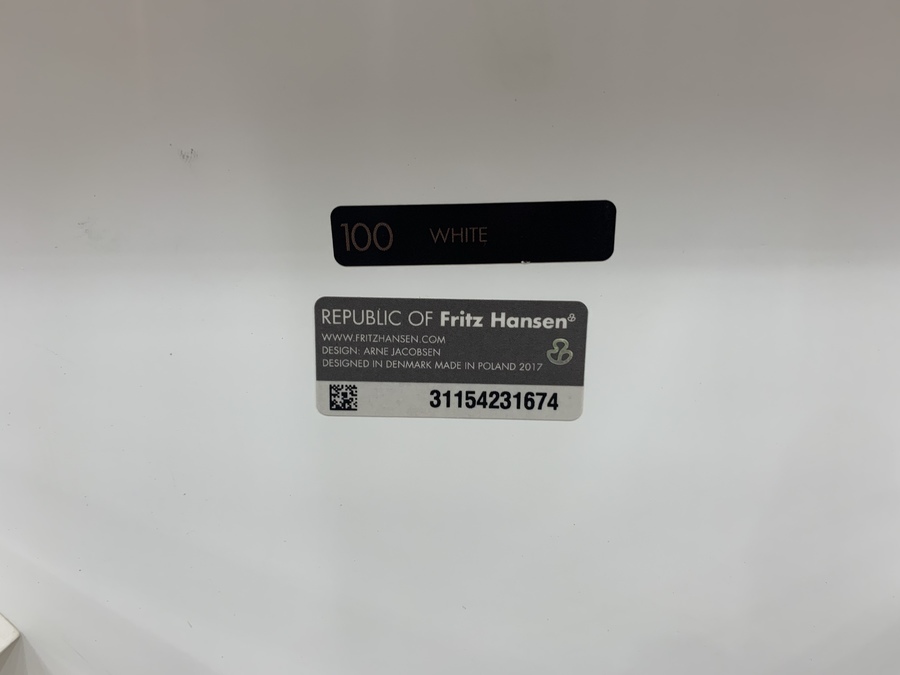 100 WHITE
REPUBLIC OF Fritz Hansen
WWW.FRITZHANSEN.COM
DESIGN: ARNE JACOBSEN
DESIGNED IN DENMARK MADE IN POLAND 2017
31154231674